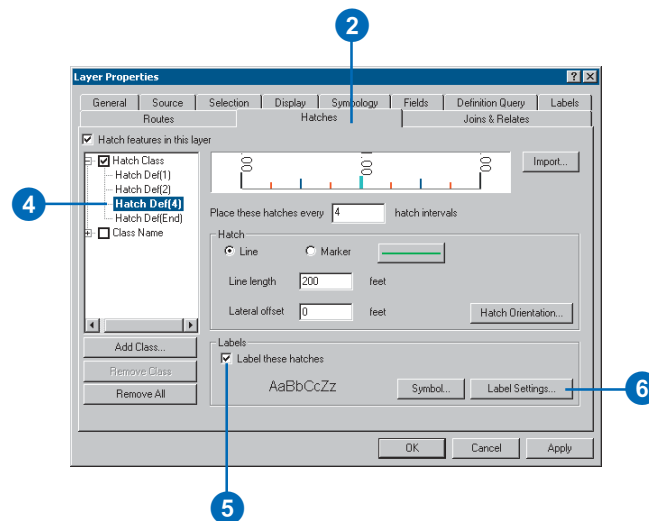 2
Layer Properties
General Source Selection Display Symbology Fields Definition Query Labels
Routes Hatches Joins & Relates
Hatch features in this layer
Hatch Class
Hatch Def(1)
Hatch Def(2)
Hatch Def(4)
Hatch Def(End)
Class Name
4
Import...
Place these hatches every 4 hatch intervals
Hatch
Line Marker
Line length 200 feet
Lateral offset 0 feet
Hatch Orientation...
Add Class...
Remove Class
Remove All
Labels
Label these hatches
AaBbCcZz Symbol... Label Settings...
6
OK Cancel Apply
5